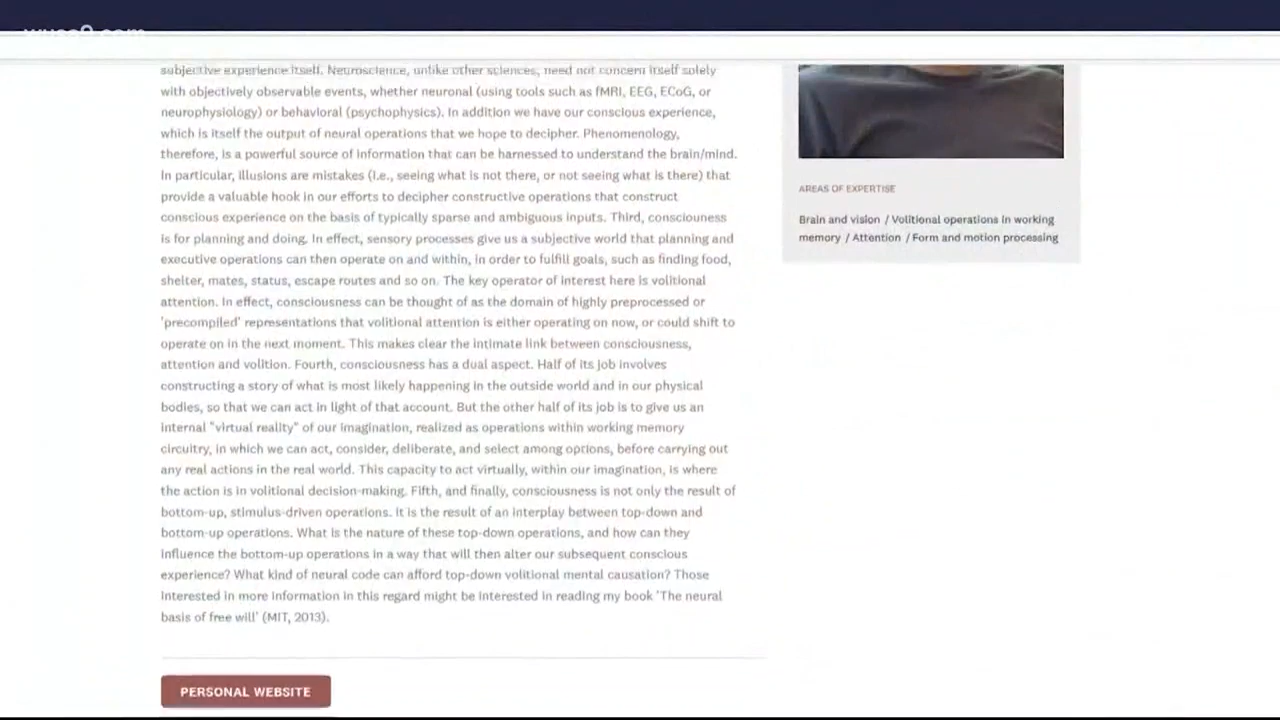 wusa9.com
subjective experience itself. Neuroscience, unlike other sciences, need not concern itself solely
with objectively observable events, whether neuronal (using tools such as fMRI, EEG, ECoG, or
neurophysiology) or behavioral (psychophysics). In addition we have our conscious experience,
which is itself the output of neural operations that we hope to decipher. Phenomenology,
therefore, is a powerful source of information that can be harnessed to understand the brain/mind.
In particular, illusions are mistakes (i.e., seeing what is not there, or not seeing what is there) that
provide a valuable hook in our efforts to decipher constructive operations that construct
conscious experience on the basis of typically sparse and ambiguous inputs. Third, consciouness
is for planning and doing. In effect, sensory processes give us a subjective world that planning and
executive operations can then operate on and within, in order to fulfill goals, such as finding food,
shelter, mates, status, escape routes and so on. The key operator of interest here is volitional
attention. In effect, consciousness can be thought of as the domain of highly preprocessed or
'precompiled' representations that volitional attention is either operating on now, or could shift to
operate on in the next moment. This makes clear the intimate link between consciousness,
attention and volition. Fourth, consciousness has a dual aspect. Half of its job involves
constructing a story of what is most likely happening in the outside world and in our physical
bodies, so that we can act in light of that account. But the other half of its job is to give us an
internal "virtual reality" of our imagination, realized as operations within working memory
circuitry, in which we can act, consider, deliberate, and select among options, before carrying out
any real actions in the real world. This capacity to act virtually, within our imagination, is where
the action is in volitional decision-making. Fifth, and finally, consciousness is not only the result of
bottom-up, stimulus-driven operations. It is the result of an interplay between top-down and
bottom-up operations. What is the nature of these top-down operations, and how can they
influence the bottom-up operations in a way that will then alter our subsequent conscious
experience? What kind of neural code can afford top-down volitional mental causation? Those
interested in more information in this regard might be interested in reading my book 'The neural
basis of free will' (MIT, 2013).
PERSONAL WEBSITE
AREAS OF EXPERTISE
Brain and vision / Volitional operations in working
memory / Attention / Form and motion processing